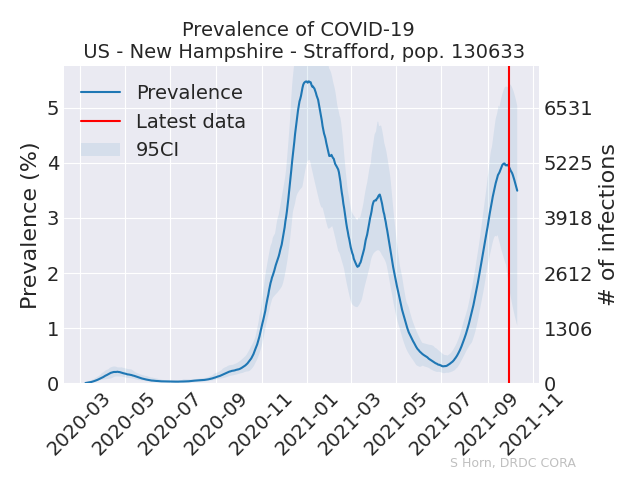 Prevalence of COVID-19
US - New Hampshire - Strafford, pop. 130633
Prevalence
Latest data
95CI
Prevalence (%)
5
4
3
2
1
0
6531
5225
3918
2612
1306
0
# of infections
2020-03
2020-05
2020-07
2020-09
2020-11
2021-01
2021-03
2021-05
2021-07
2021-09
2021-11
S Horn, DRDC CORA